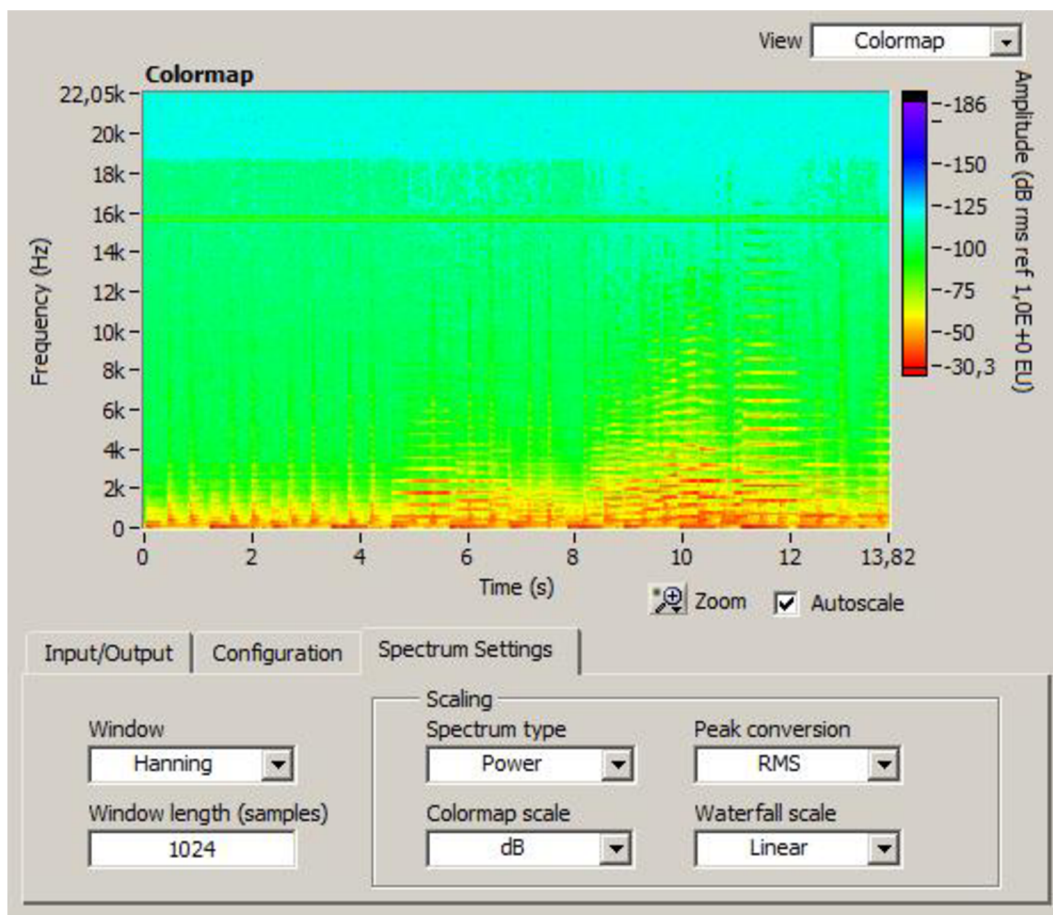 View Colormap
Colormap
22,05k
20k
18k
16k
14k
12k
10k
8k
6k
4k
2k
0
Frequency (Hz)
0 2 4 6 8 10 12 13,82
Time (s)
-186
-150
-125
-100
-75
-50
-30,3
Amplitude (dB rms ref 1,0E+0 EU)
Zoom Autoscale
Input/Output Configuration Spectrum Settings
Scaling
Window Spectrum type Peak conversion
Hanning Power RMS
Window length (samples) Colormap scale Waterfall scale
1024 dB Linear